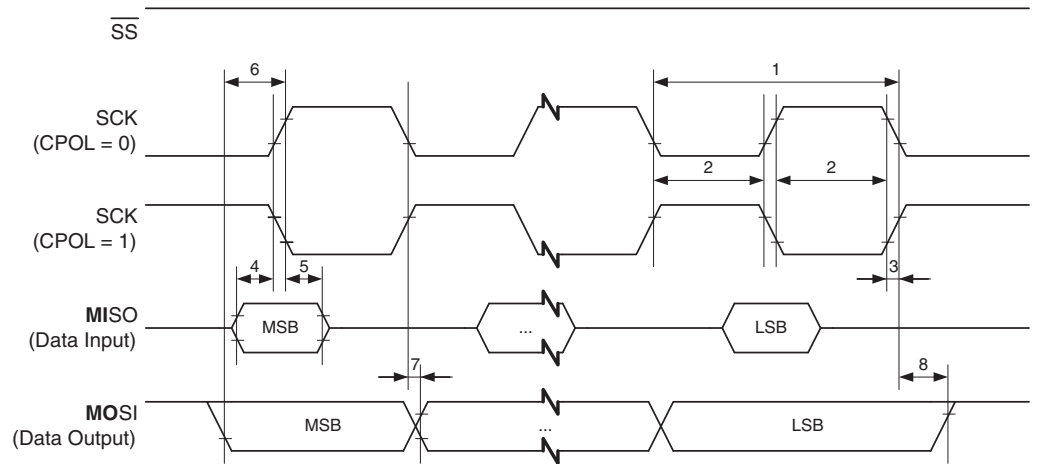 SS
6
1
SCK
(CPOL = 0)
2
2
SCK
(CPOL = 1)
4
5
3
MISO
(Data Input)
MSB
...
LSB
7
8
MOSI
(Data Output)
MSB
...
LSB